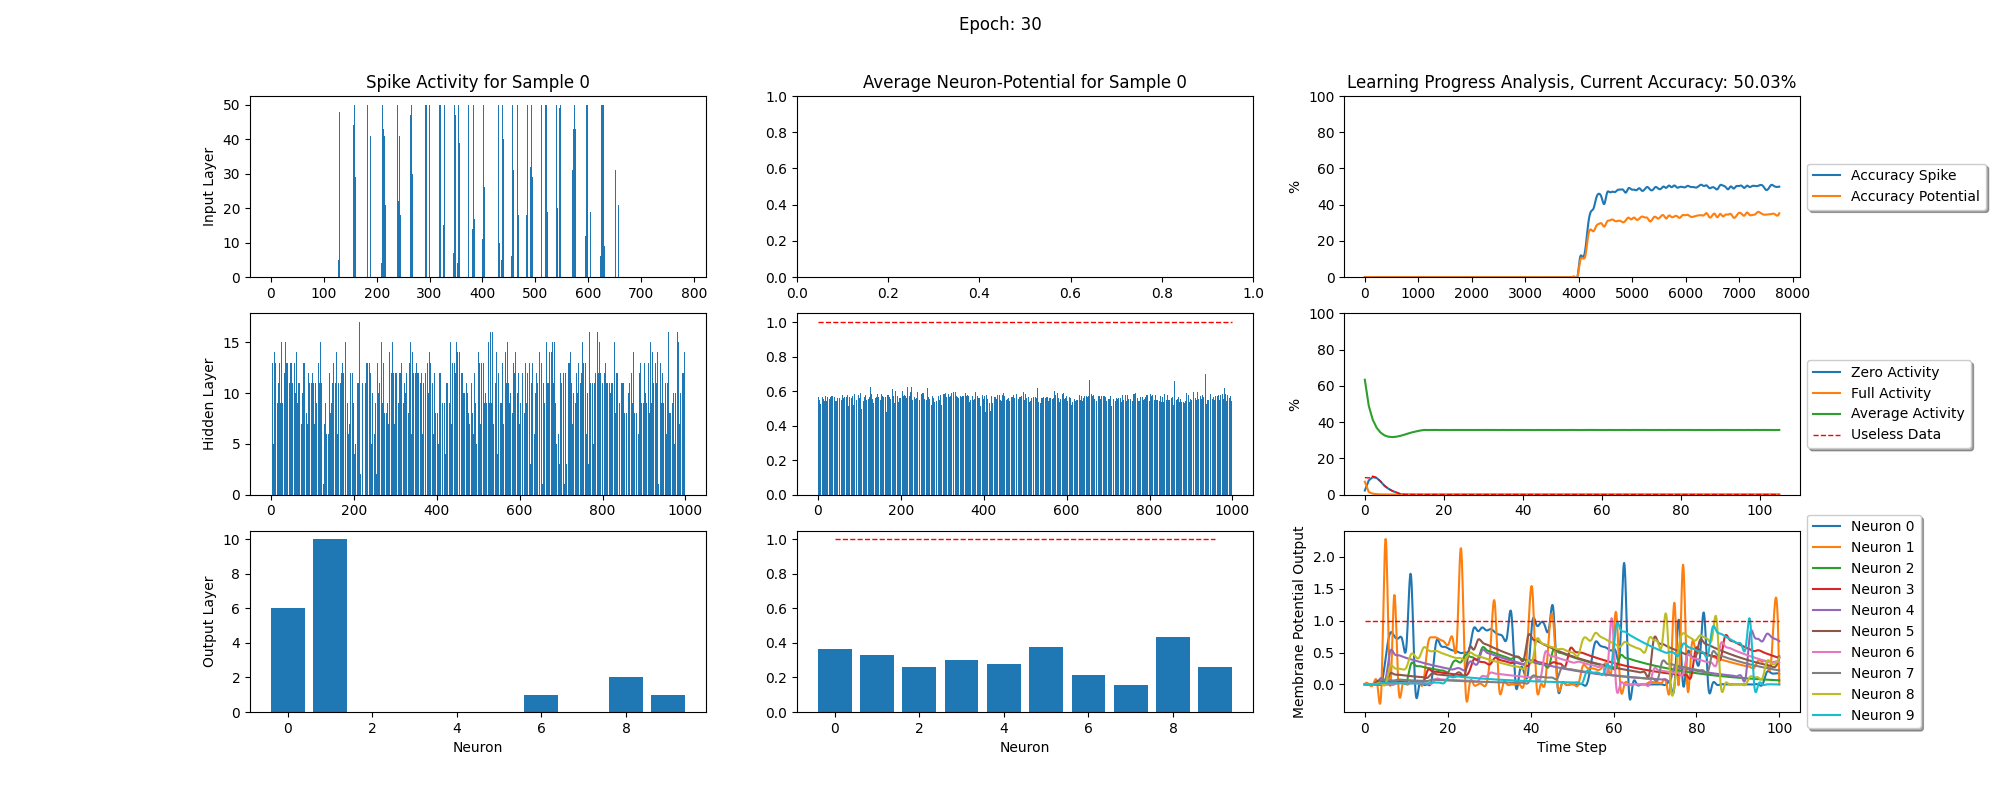 Epoch: 30
Spike Activity for Sample 0
Average Neuron-Potential for Sample 0
Learning Progress Analysis, Current Accuracy: 50.03%
Input Layer
50
40
30
20
10
0
0 100 200 300 400 500 600 700 800
1.0
0.8
0.6
0.4
0.2
0.0
0.0 0.2 0.4 0.6 0.8 1.0
%
100
80
60
40
20
0
0 1000 2000 3000 4000 5000 6000 7000 8000
Accuracy Spike
Accuracy Potential
Hidden Layer
15
10
5
0
0 200 400 600 800 1000
1.0
0.8
0.6
0.4
0.2
0.0
0 200 400 600 800 1000
%
100
80
60
40
20
0
0 20 40 60 80 100
Zero Activity
Full Activity
Average Activity
Useless Data
Output Layer
10
8
6
4
2
0
0 2 4 6 8
Neuron
1.0
0.8
0.6
0.4
0.2
0.0
0 2 4 6 8
Neuron
Membrane Potential Output
2.0
1.5
1.0
0.5
0.0
0 20 40 60 80 100
Time Step
Neuron 0
Neuron 1
Neuron 2
Neuron 3
Neuron 4
Neuron 5
Neuron 6
Neuron 7
Neuron 8
Neuron 9